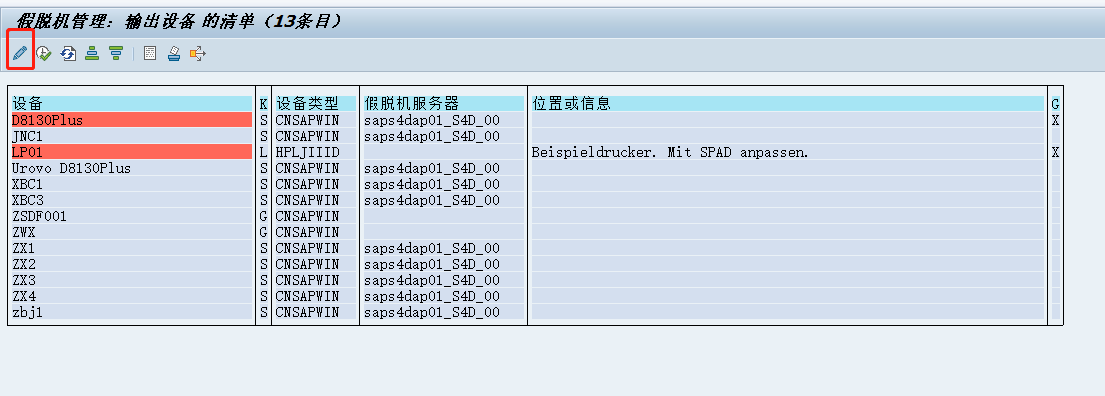 假脱机管理: 输出设备 的清单（13条目）
设备 K 设备类型 假脱机服务器 位置或信息 G
D8130Plus S CNSAPWIN saps4dap01_S4D_00 X
JNC1 S CNSAPWIN saps4dap01_S4D_00
LP01 L HPLJIIID Beispieldrucker. Mit SPAD anpassen. X
Urovo D8130Plus S CNSAPWIN saps4dap01_S4D_00
XBC1 S CNSAPWIN saps4dap01_S4D_00
XBC3 S CNSAPWIN saps4dap01_S4D_00
ZSDF001 G CNSAPWIN
ZWX G CNSAPWIN
ZX1 S CNSAPWIN saps4dap01_S4D_00
ZX2 S CNSAPWIN saps4dap01_S4D_00
ZX3 S CNSAPWIN saps4dap01_S4D_00
ZX4 S CNSAPWIN saps4dap01_S4D_00
zbj1 S CNSAPWIN saps4dap01_S4D_00